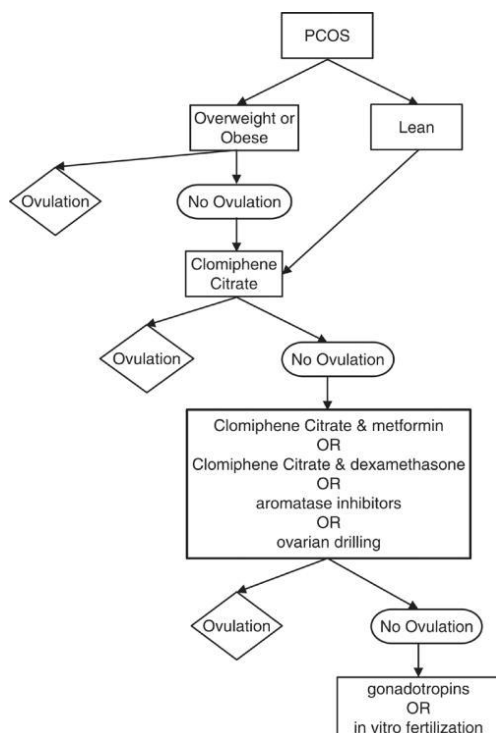 PCOS
Overweight or
Obese
Lean
Ovulation
No Ovulation
Clomiphene
Citrate
Ovulation
No Ovulation
Clomiphene Citrate & metformin
OR
Clomiphene Citrate & dexamethasone
OR
aromatase inhibitors
OR
ovarian drilling
Ovulation
No Ovulation
gonadotropins
OR
in vitro fertilization